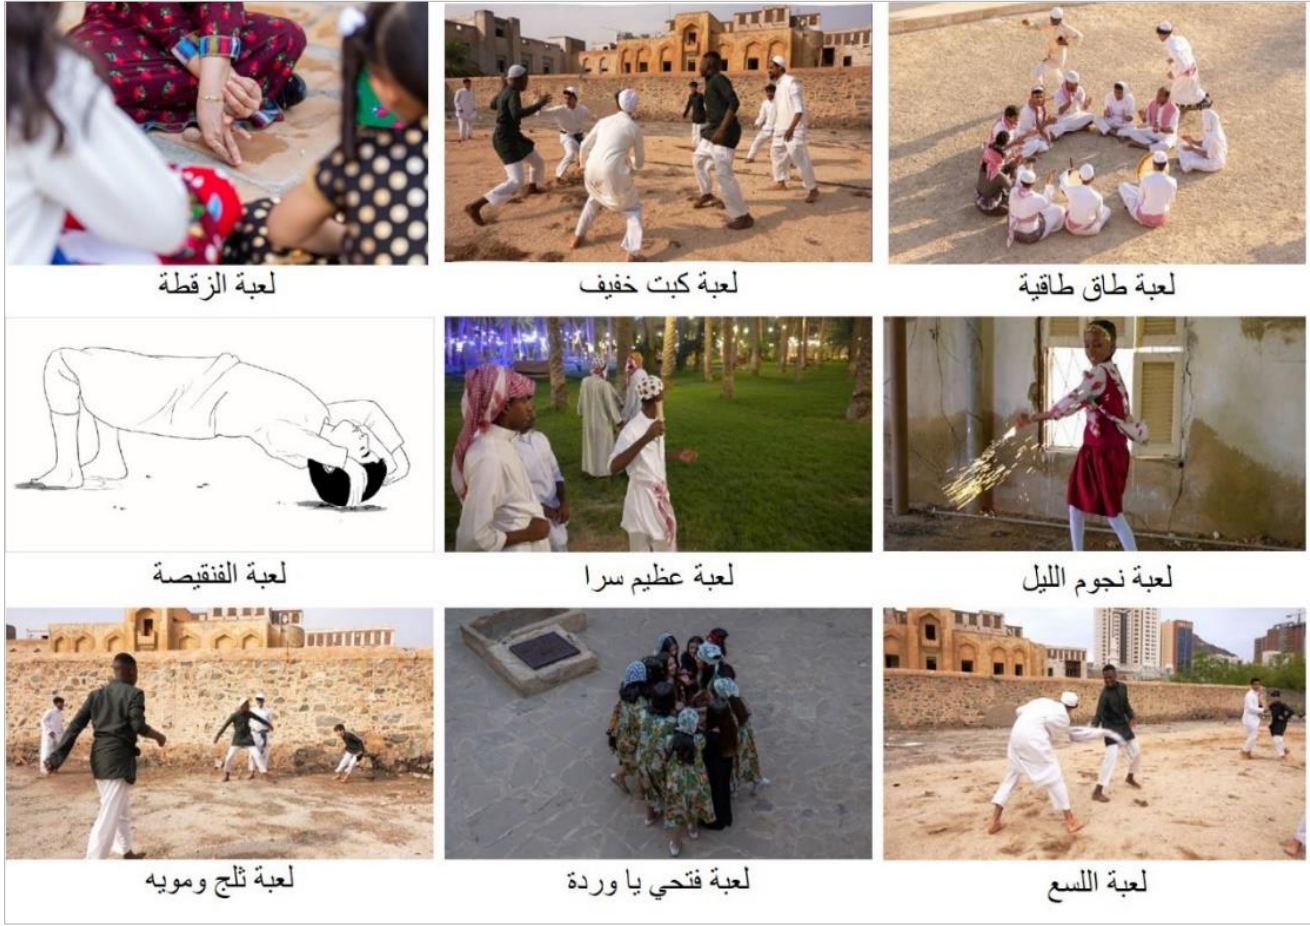 لعبة طاق طاقية
لعبة كبت خفيف
لعبة الزقطة
لعبة نجوم الليل
لعبة عظيم سرا
لعبة الفنقيصة
لعبة اللسع
لعبة فتحي يا وردة
لعبة ثلج ومويه